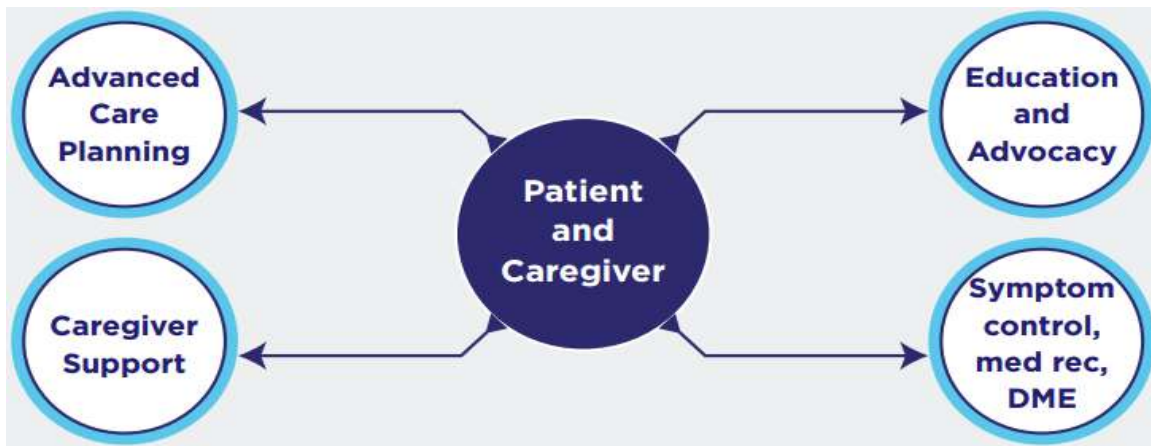 Advanced
Care
Planning
Education
and
Advocacy
Patient
and
Caregiver
Caregiver
Support
Symptom
control,
med rec,
DME